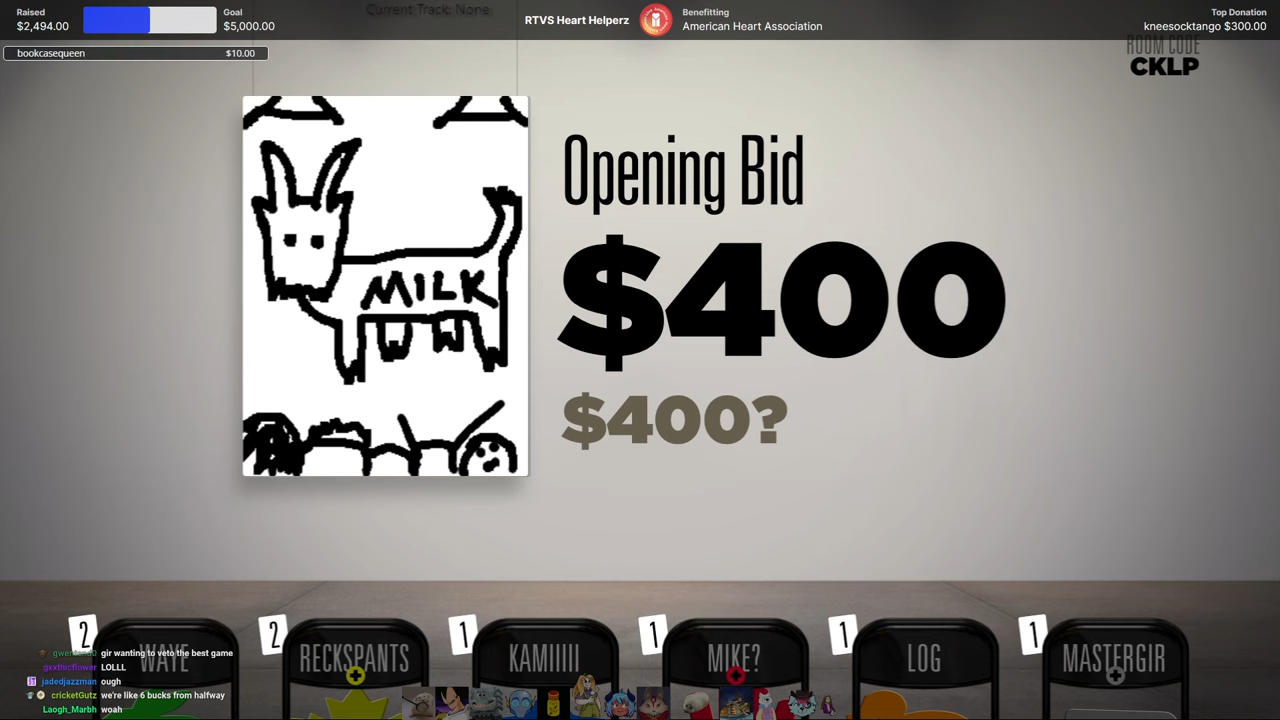 Raised
$2,494.00
Goal
$5,000.00
Current Track: None
RTVS Heart Helperz
Benefitting
American Heart Association
Top Donation
kneesocktango $300.00
bookcasequeen $10.00
ROOM CODE
CKLP
MILK
Opening Bid
$400
$400?
2
2
1
1
1
1
WAYE
RECKSPANTS
KAMIIIII
MIKE?
LOG
MASTERGIR
gir wanting to veto the best game
gxxthicflower LOLLL
jadedjazzman ough
cricketGutz we're like 6 bucks from halfway
Laogh_Marbh woah